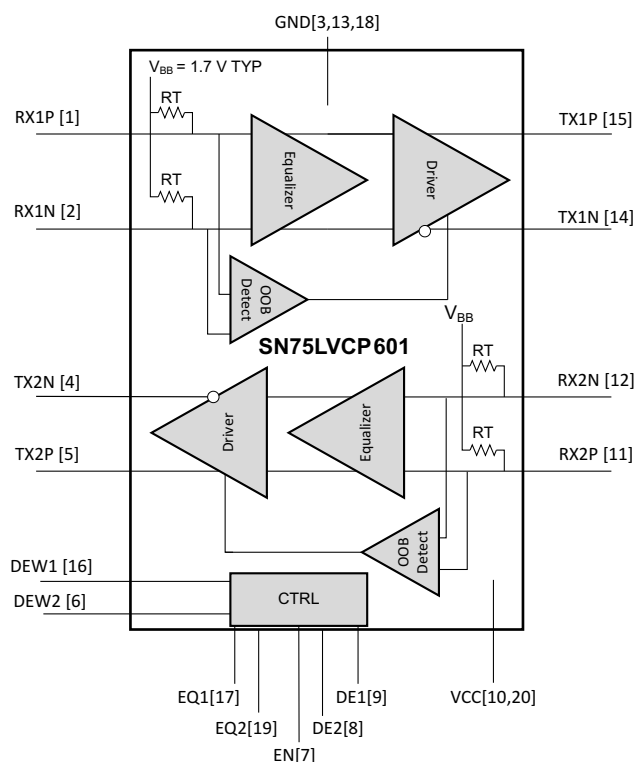 GND[3,13,18]
VBB = 1.7 V TYP
RT
RX1P [1]
TX1P [15]
Equalizer
Driver
RT
RX1N [2]
TX1N [14]
OOB
Detect
VBB
SN75LVCP601
RT
TX2N [4]
RX2N [12]
Driver
Equalizer
RT
TX2P [5]
RX2P [11]
OOB
Detect
DEW1 [16]
CTRL
DEW2 [6]
EQ1[17]
DE1[9]
VCC[10,20]
EQ2[19]
DE2[8]
EN[7]